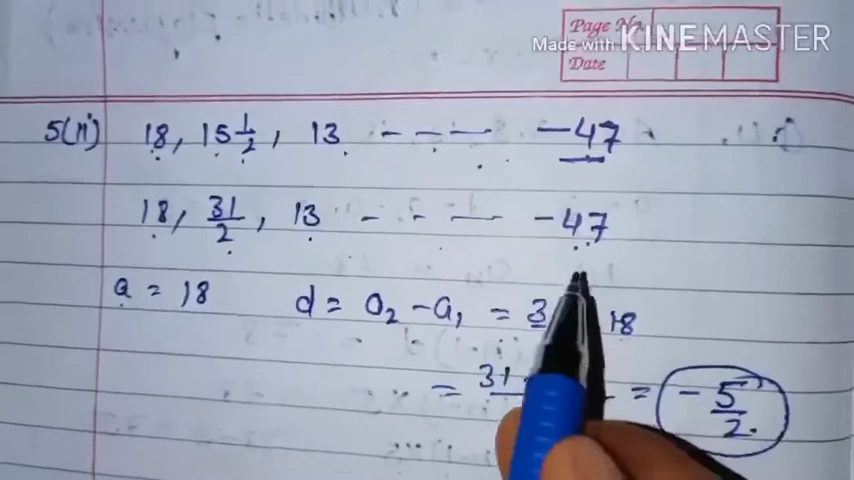 Page No.
Made with KINEMASTER
Date
5(ii) 18, 15 1/2, 13 - - - - -47
18, 31/2, 13 - - - -47
a = 18 d = a₂ - a₁ = 3 18
= 31 = -5/2